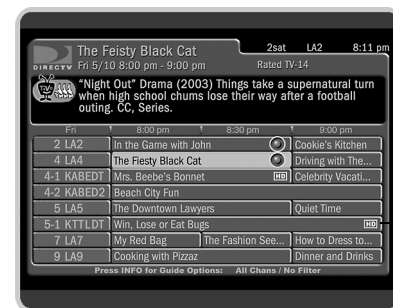 The Feisty Black Cat 2sat LA2 8:11 pm
DIRECTV Fri 5/10 8:00 pm - 9:00 pm Rated TV-14
"Night Out" Drama (2003) Things take a supernatural turn
when high school chums lose their way after a football
outing. CC, Series.
Fri 8:00 pm 8:30 pm 9:00 pm
2 LA2 In the Game with John Cookie's Kitchen
4 LA4 The Fiesty Black Cat Driving with The...
4-1 KABEDT Mrs. Beebe's Bonnet HD Celebrity Vacati...
4-2 KABED2 Beach City Fun
5 LA5 The Downtown Lawyers Quiet Time
5-1 KTTLDT Win, Lose or Eat Bugs HD
7 LA7 My Red Bag The Fashion See... How to Dress to...
9 LA9 Cooking with Pizzaz Dinner and Drinks
Press INFO for Guide Options: All Chans / No Filter